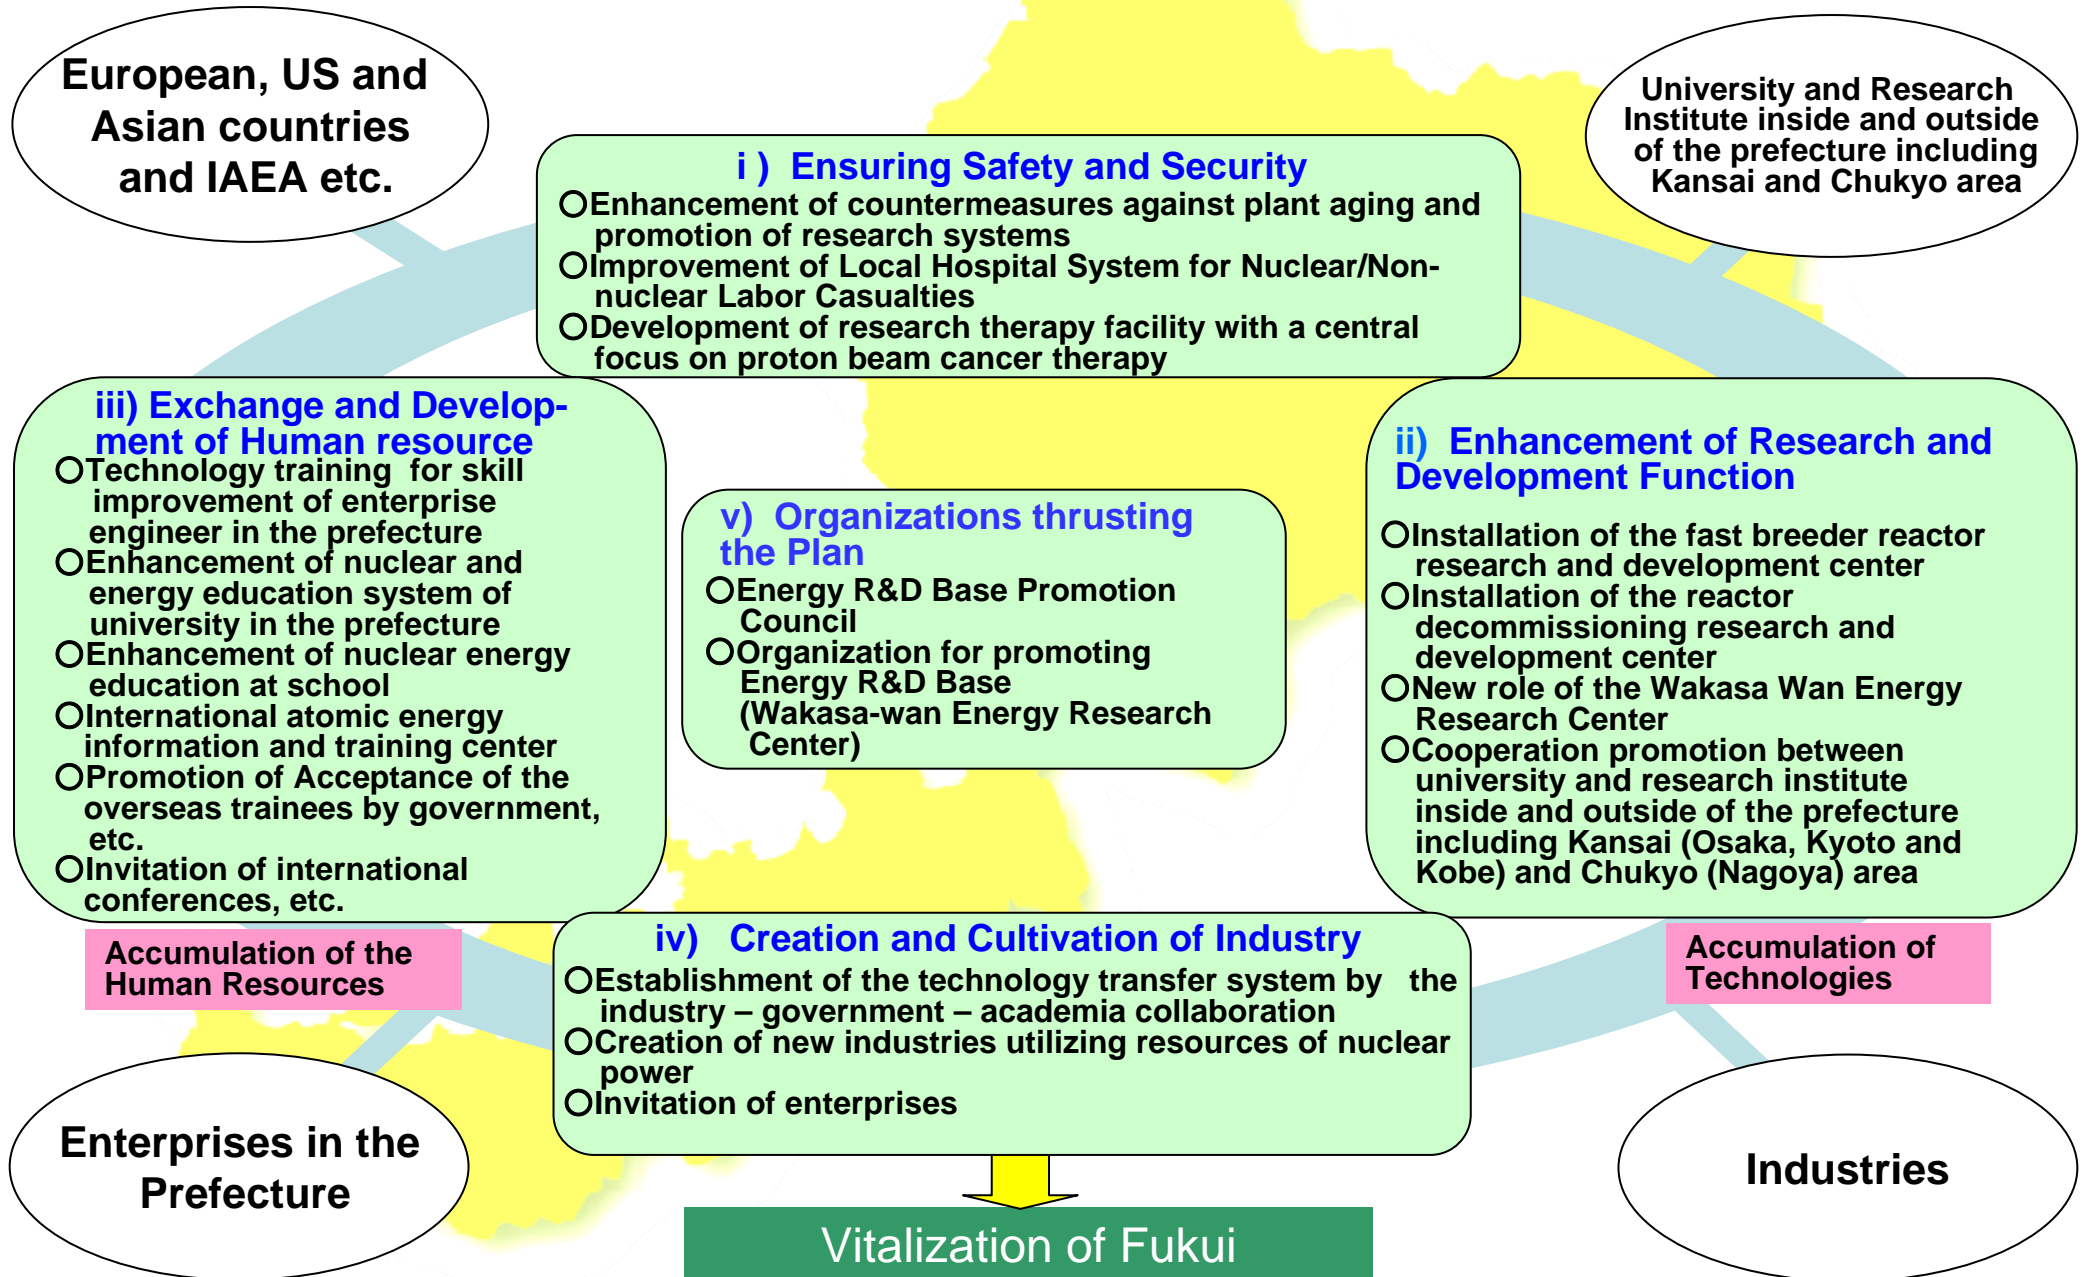 European, US and
Asian countries
and IAEA etc.
University and Research
Institute inside and outside
of the prefecture including
Kansai and Chukyo area
i ) Ensuring Safety and Security
○Enhancement of countermeasures against plant aging and
promotion of research systems
○Improvement of Local Hospital System for Nuclear/Non-
nuclear Labor Casualties
○Development of research therapy facility with a central
focus on proton beam cancer therapy
iii) Exchange and Develop-
ment of Human resource
○Technology training for skill
improvement of enterprise
engineer in the prefecture
○Enhancement of nuclear and
energy education system of
university in the prefecture
○Enhancement of nuclear energy
education at school
○International atomic energy
information and training center
○Promotion of Acceptance of the
overseas trainees by government,
etc.
○Invitation of international
conferences, etc.
v) Organizations thrusting
the Plan
○Energy R&D Base Promotion
Council
○Organization for promoting
Energy R&D Base
(Wakasa-wan Energy Research
Center)
ii) Enhancement of Research and
Development Function
○Installation of the fast breeder reactor
research and development center
○Installation of the reactor
decommissioning research and
development center
○New role of the Wakasa Wan Energy
Research Center
○Cooperation promotion between
university and research institute
inside and outside of the prefecture
including Kansai (Osaka, Kyoto and
Kobe) and Chukyo (Nagoya) area
Accumulation of the
Human Resources
iv) Creation and Cultivation of Industry
○Establishment of the technology transfer system by the
industry – government – academia collaboration
○Creation of new industries utilizing resources of nuclear
power
○Invitation of enterprises
Accumulation of
Technologies
Enterprises in the
Prefecture
Industries
Vitalization of Fukui